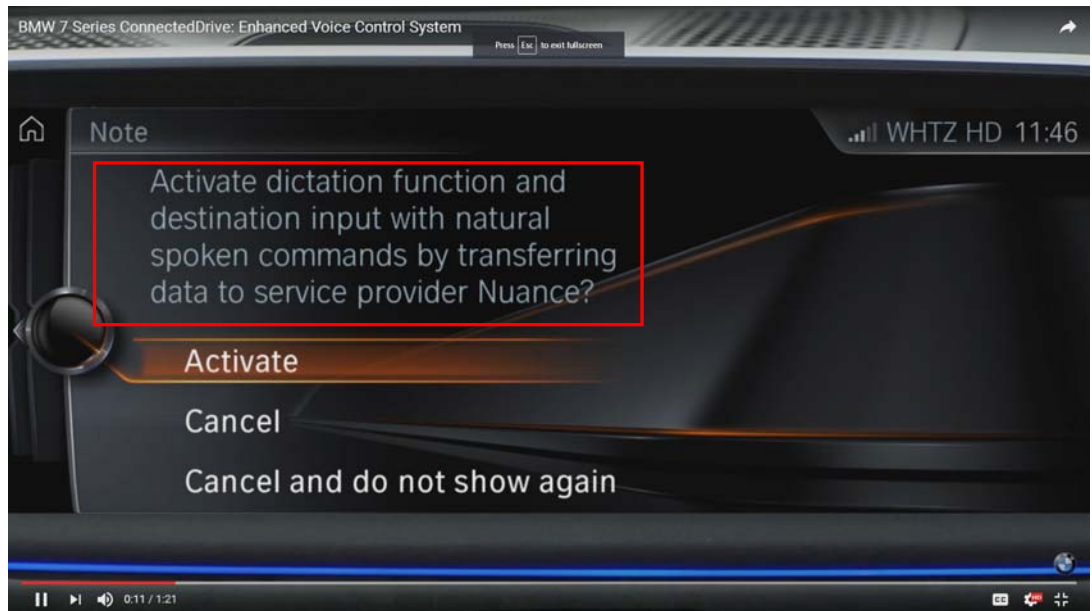 BMW 7 Series ConnectedDrive: Enhanced Voice Control System
Press Esc to exit fullscreen
Note
WHTZ HD 11:46
Activate dictation function and
destination input with natural
spoken commands by transferring
data to service provider Nuance?
Activate
Cancel
Cancel and do not show again
0:11 / 1:21
CC
HD